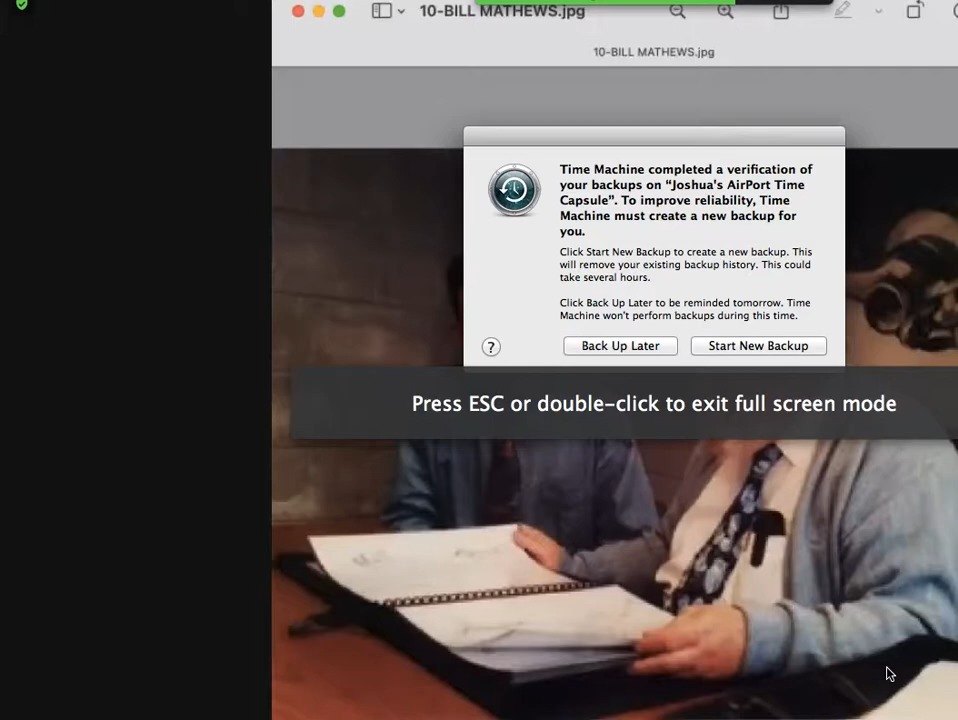 10-BILL MATHEWS.jpg
10-BILL MATHEWS.jpg
Time Machine completed a verification of
your backups on “Joshua's AirPort Time
Capsule”. To improve reliability, Time
Machine must create a new backup for
you.
Click Start New Backup to create a new backup. This
will remove your existing backup history. This could
take several hours.
Click Back Up Later to be reminded tomorrow. Time
Machine won't perform backups during this time.
?
Back Up Later
Start New Backup
Press ESC or double-click to exit full screen mode